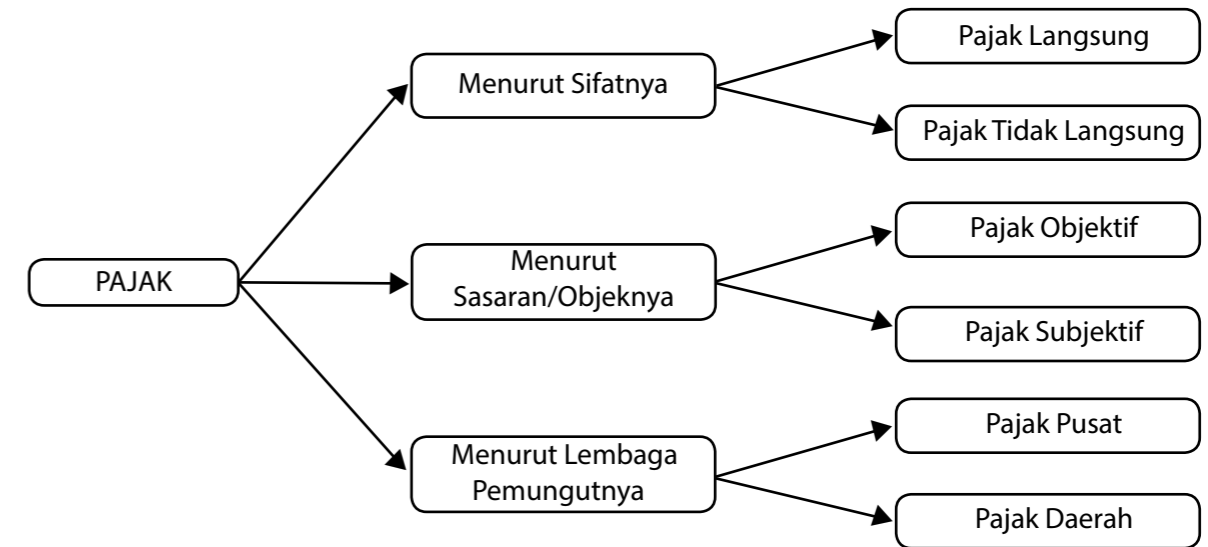 PAJAK
Menurut Sifatnya
Pajak Langsung
Pajak Tidak Langsung
Menurut
Sasaran/Objeknya
Pajak Objektif
Pajak Subjektif
Menurut Lembaga
Pemungutnya
Pajak Pusat
Pajak Daerah